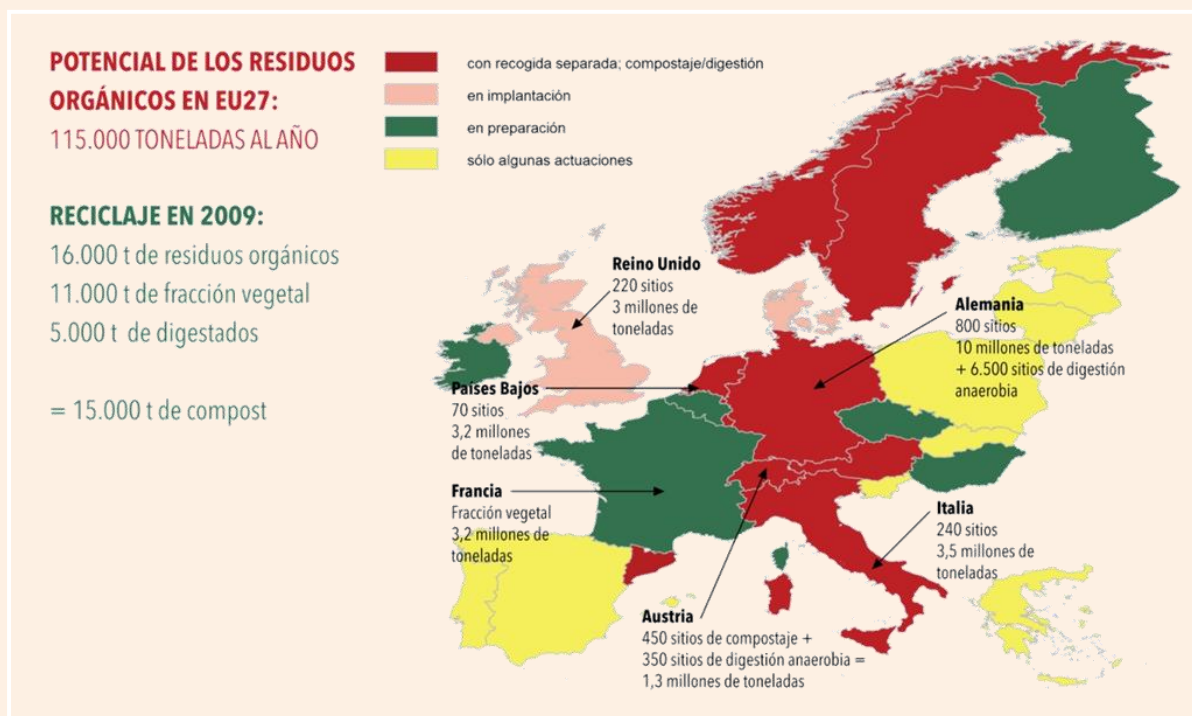 POTENCIAL DE LOS RESIDUOS
ORGÁNICOS EN EU27:
115.000 TONELADAS AL AÑO
RECICLAJE EN 2009:
16.000 t de residuos orgánicos
11.000 t de fracción vegetal
5.000 t de digestados
= 15.000 t de compost
con recogida separada; compostaje/digestión
en implantación
en preparación
sólo algunas actuaciones
Reino Unido
220 sitios
3 millones de
toneladas
Alemania
800 sitios
10 millones de toneladas
+ 6.500 sitios de digestión
anaerobia
Países Bajos
70 sitios
3,2 millones
de toneladas
Francia
Fracción vegetal
3,2 millones de
toneladas
Italia
240 sitios
3,5 millones de
toneladas
Austria
450 sitios de compostaje +
350 sitios de digestión anaerobia =
1,3 millones de toneladas